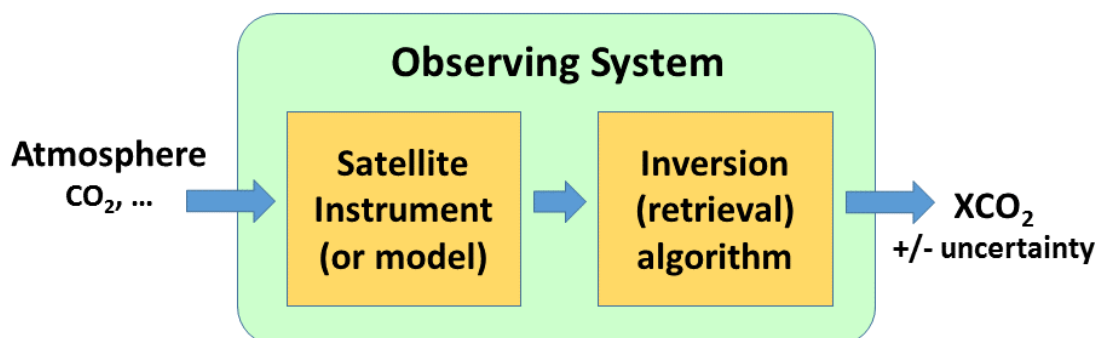 Observing System
Atmosphere
CO₂, ...
Satellite
Instrument
(or model)
Inversion
(retrieval)
algorithm
XCO₂
+/- uncertainty